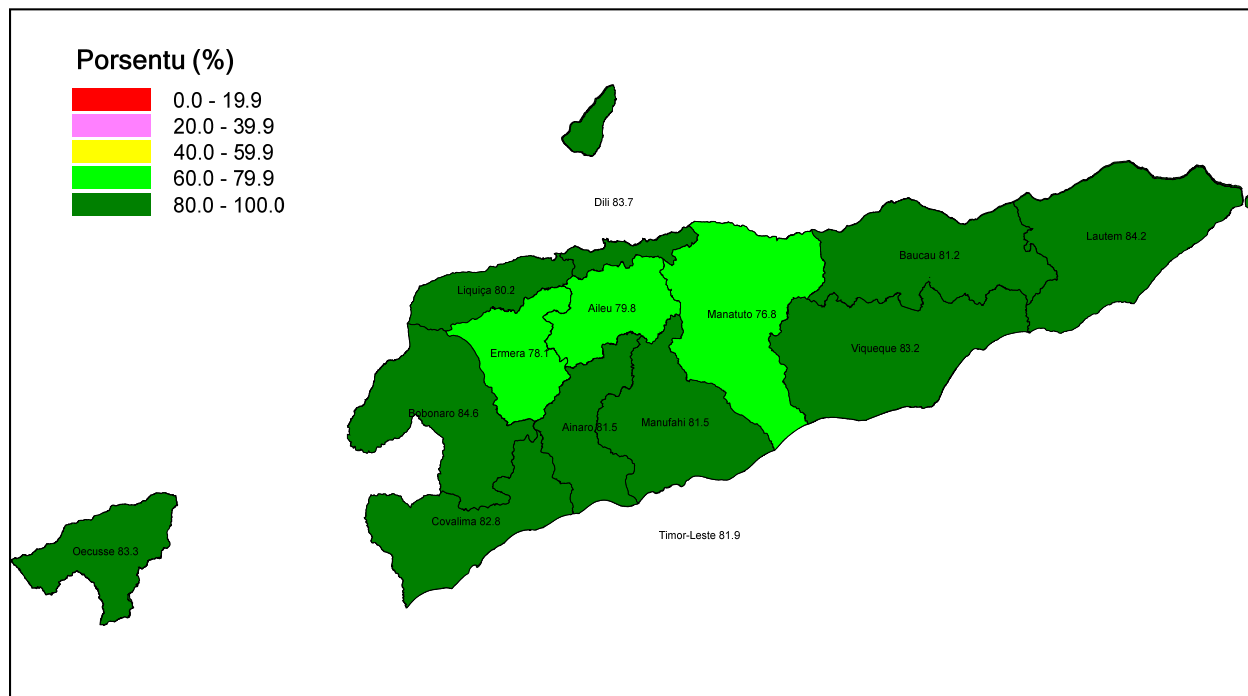 Porsentu (%)
0.0 - 19.9
20.0 - 39.9
40.0 - 59.9
60.0 - 79.9
80.0 - 100.0
Dili 83.7
Lautem 84.2
Baucau 81.2
Liquiça 80.2
Aileu 79.8
Manatuto 76.8
Viqueque 83.2
Ermera 78.1
Bobonaro 84.6
Ainaro 81.5
Manufahi 81.5
Covalima 82.8
Timor-Leste 81.9
Oecusse 83.3